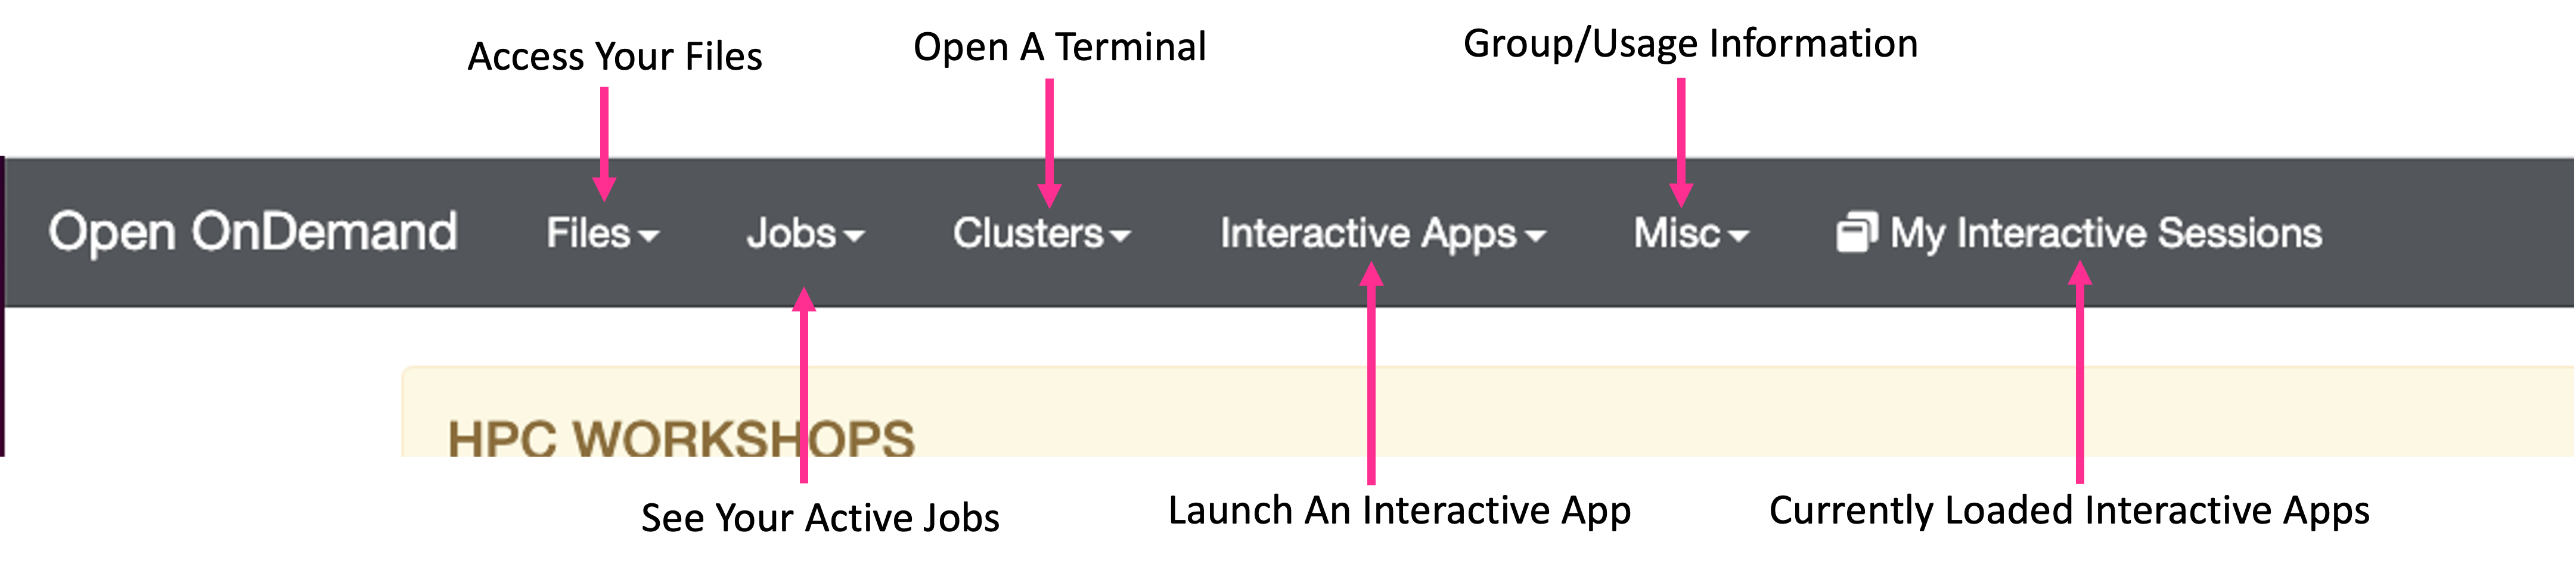 Access Your Files
Open A Terminal
Group/Usage Information
Open OnDemand
Files
Jobs
Clusters
Interactive Apps
Misc
My Interactive Sessions
HPC WORKSHOPS
See Your Active Jobs
Launch An Interactive App
Currently Loaded Interactive Apps